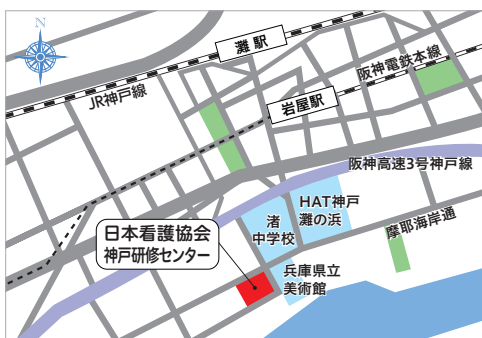 N
灘駅
阪神電鉄本線
JR神戸線
岩屋駅
阪神高速3号神戸線
HAT神戸
灘の浜
渚
中学校
摩耶海岸通
日本看護協会
神戸研修センター
兵庫県立
美術館